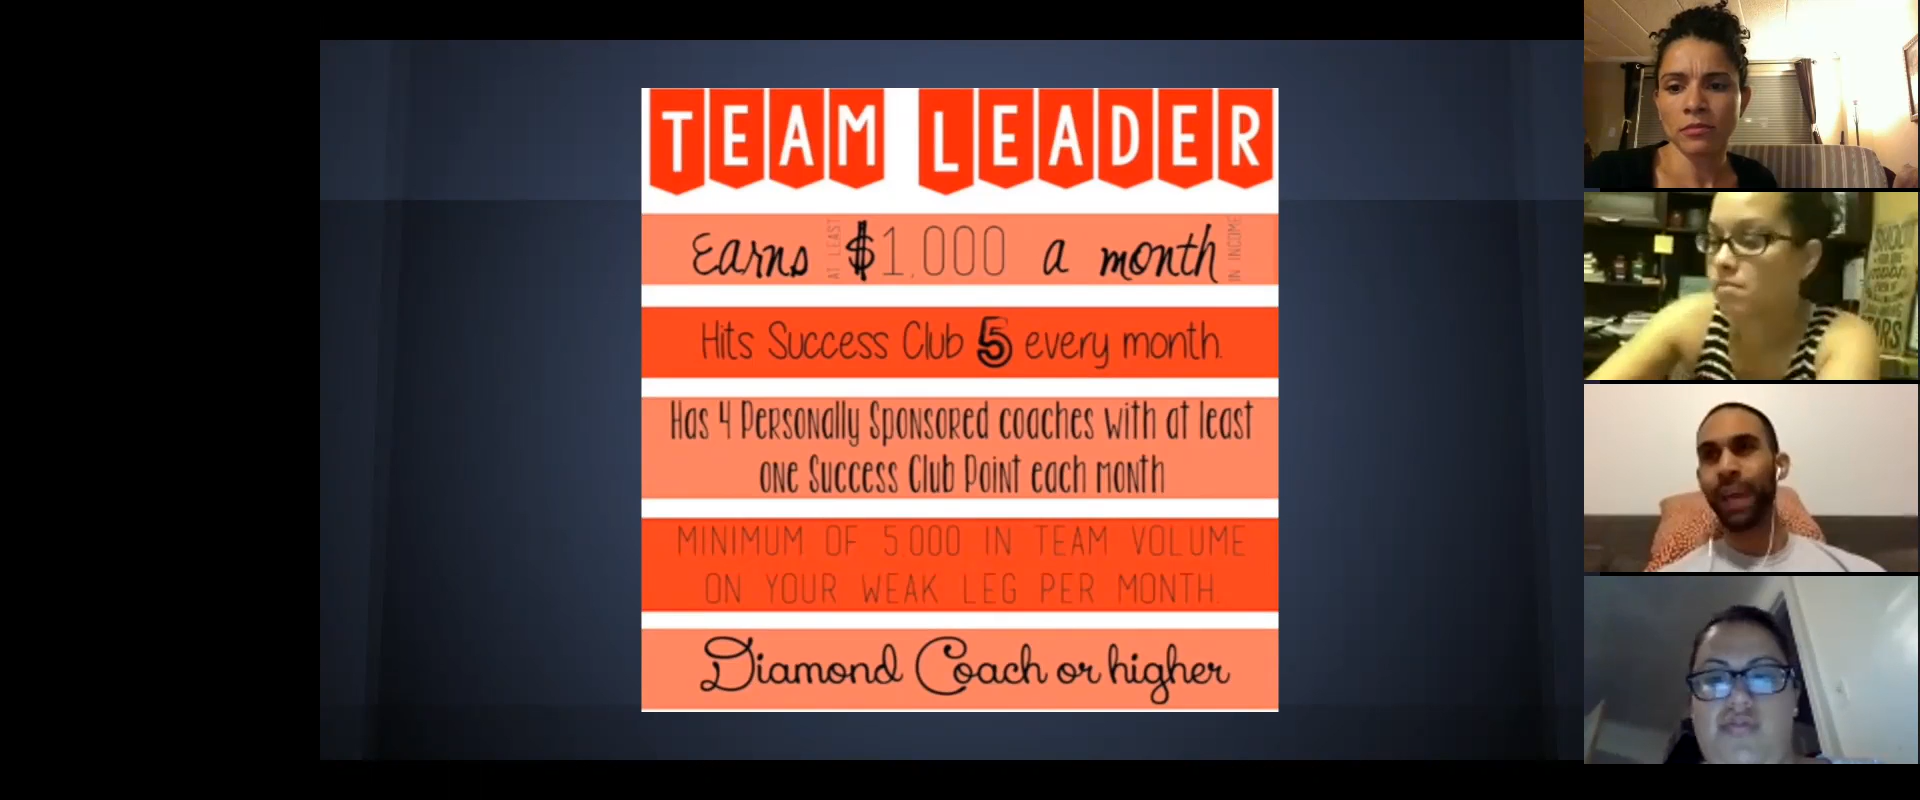 TEAM LEADER
Earns AT LEAST $1,000 a month IN INCOME
Hits Success Club 5 every month.
Has 4 Personally Sponsored coaches with at least
one Success Club Point each month
MINIMUM OF 5,000 IN TEAM VOLUME
ON YOUR WEAK LEG PER MONTH.
Diamond Coach or higher
SHOOT